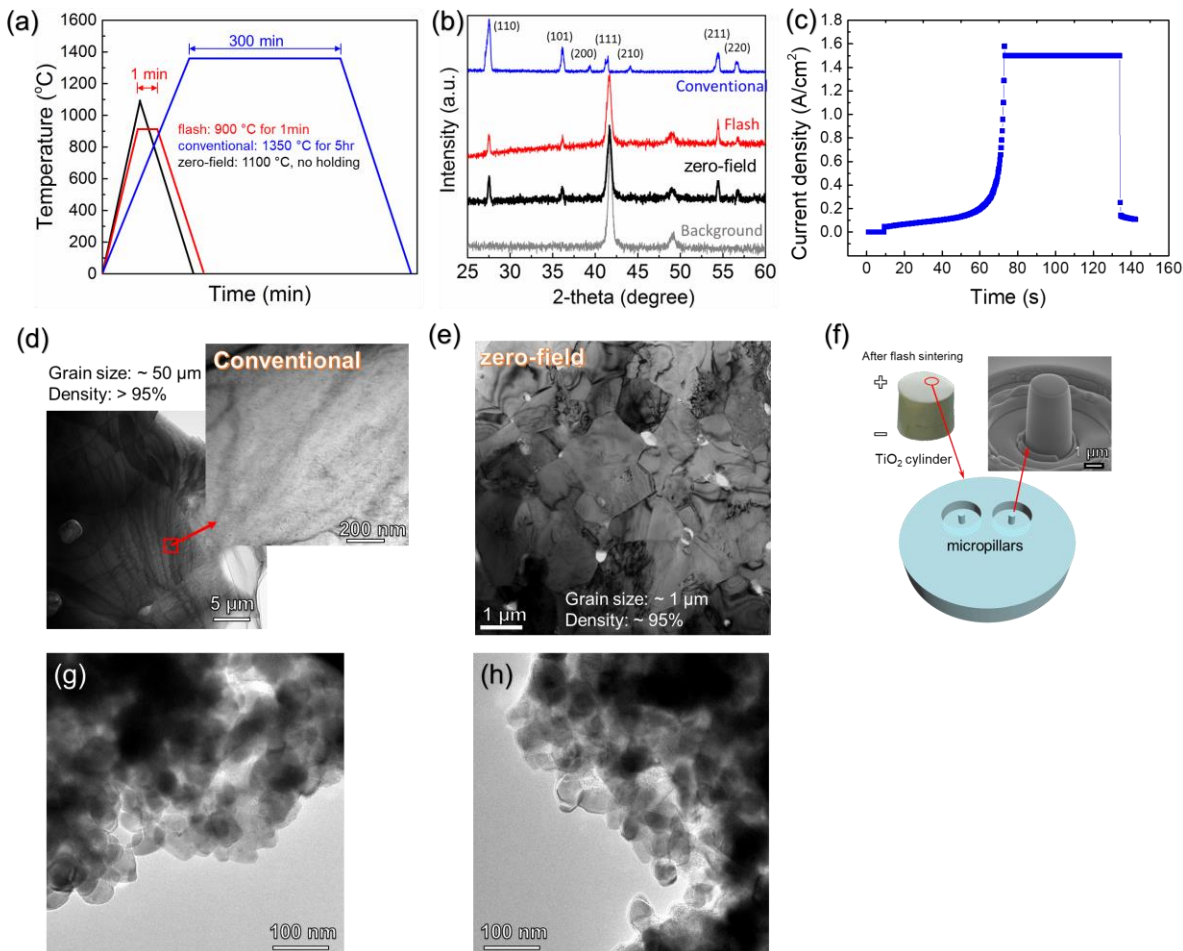 (a)
1600
1400
1200
1000
800
600
400
200
0
Temperature (°C)
300 min
1 min
flash: 900 °C for 1min
conventional: 1350 °C for 5hr
zero-field: 1100 °C, no holding
Time (min)
(b)
Intensity (a.u.)
(110)
(101)
(200)
(111)
(210)
(211)
(220)
Conventional
Flash
zero-field
Background
25 30 35 40 45 50 55 60
2-theta (degree)
(c)
Current density (A/cm²)
1.8
1.6
1.4
1.2
1.0
0.8
0.6
0.4
0.2
0.0
0 20 40 60 80 100 120 140 160
Time (s)
(d)
Grain size: ~ 50 µm
Density: > 95%
Conventional
200 nm
5 µm
(e)
zero-field
Grain size: ~ 1 µm
Density: ~ 95%
1 µm
(f)
After flash sintering
+
−
TiO₂ cylinder
1
µm
micropillars
(g)
100 nm
(h)
100 nm